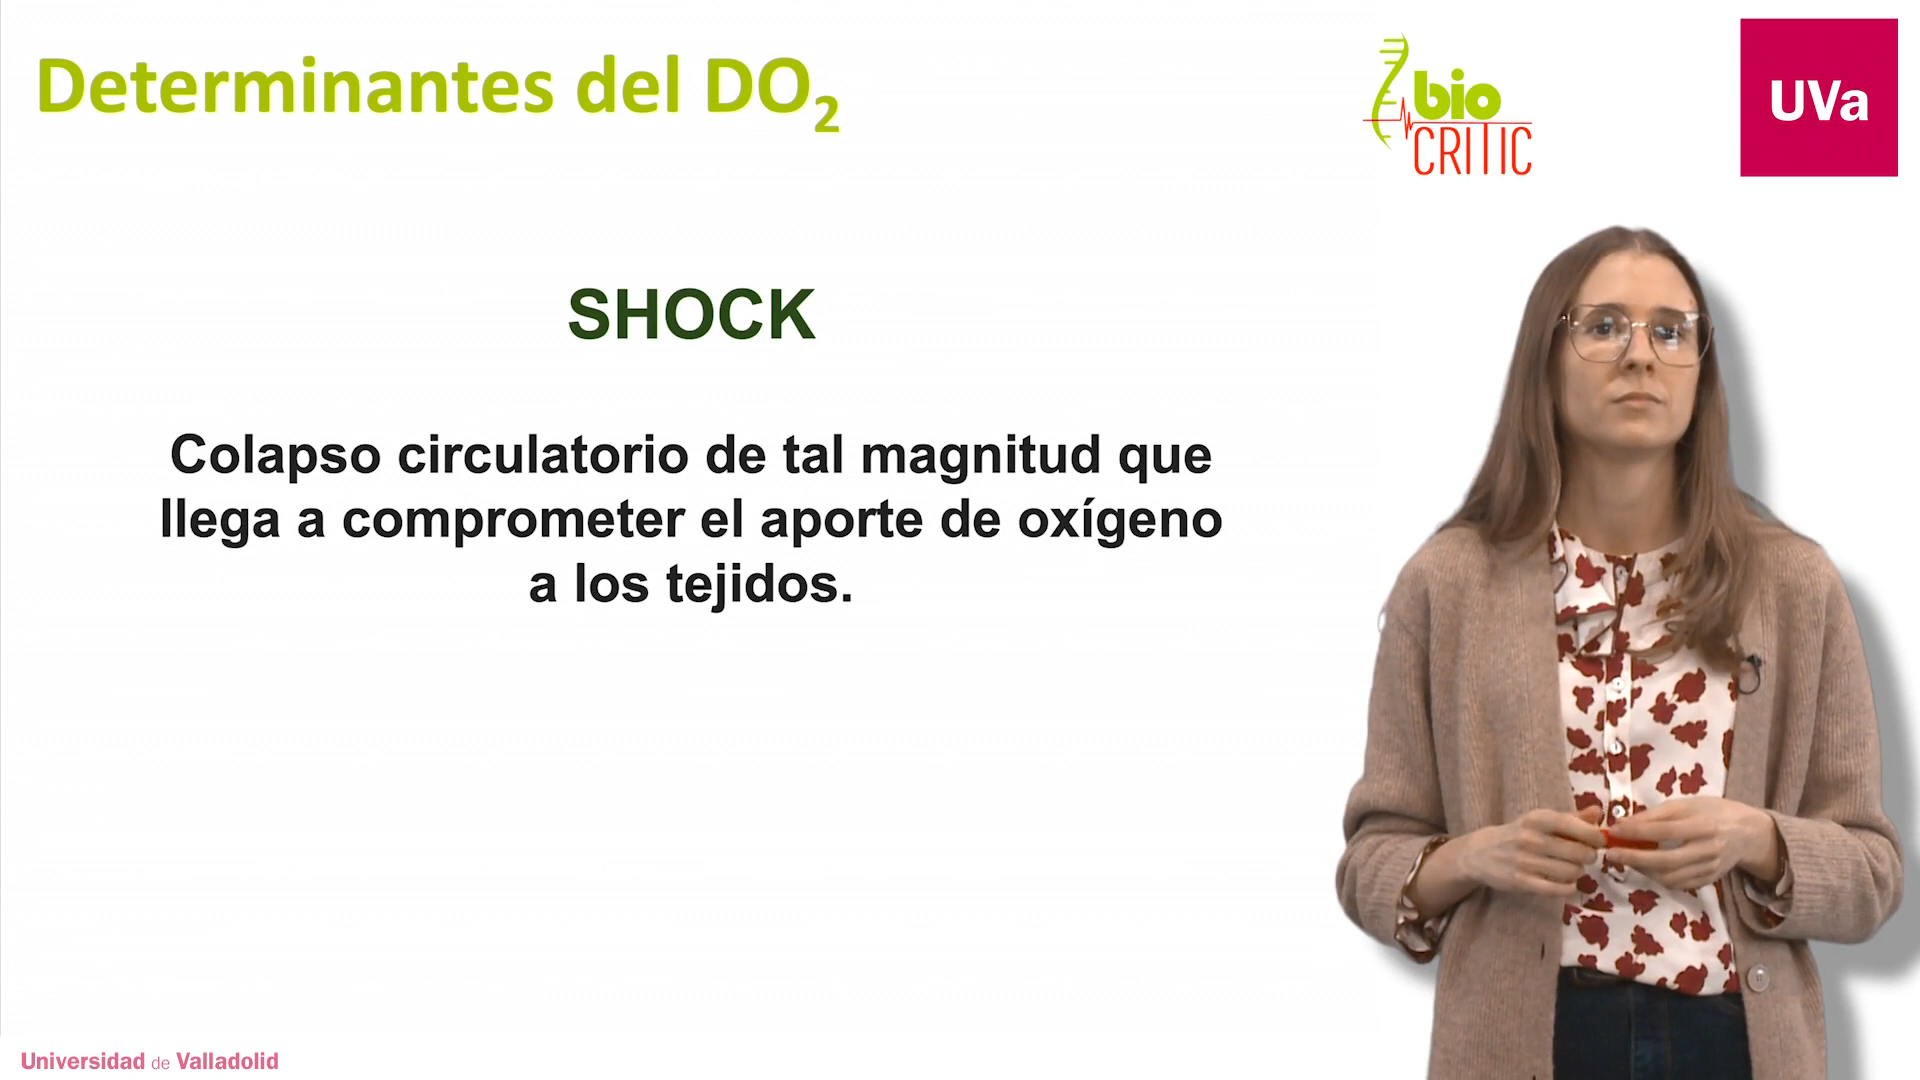 Determinantes del DO₂
bio
CRITIC
UVa
SHOCK
Colapso circulatorio de tal magnitud que
llega a comprometer el aporte de oxígeno
a los tejidos.
Universidad de Valladolid